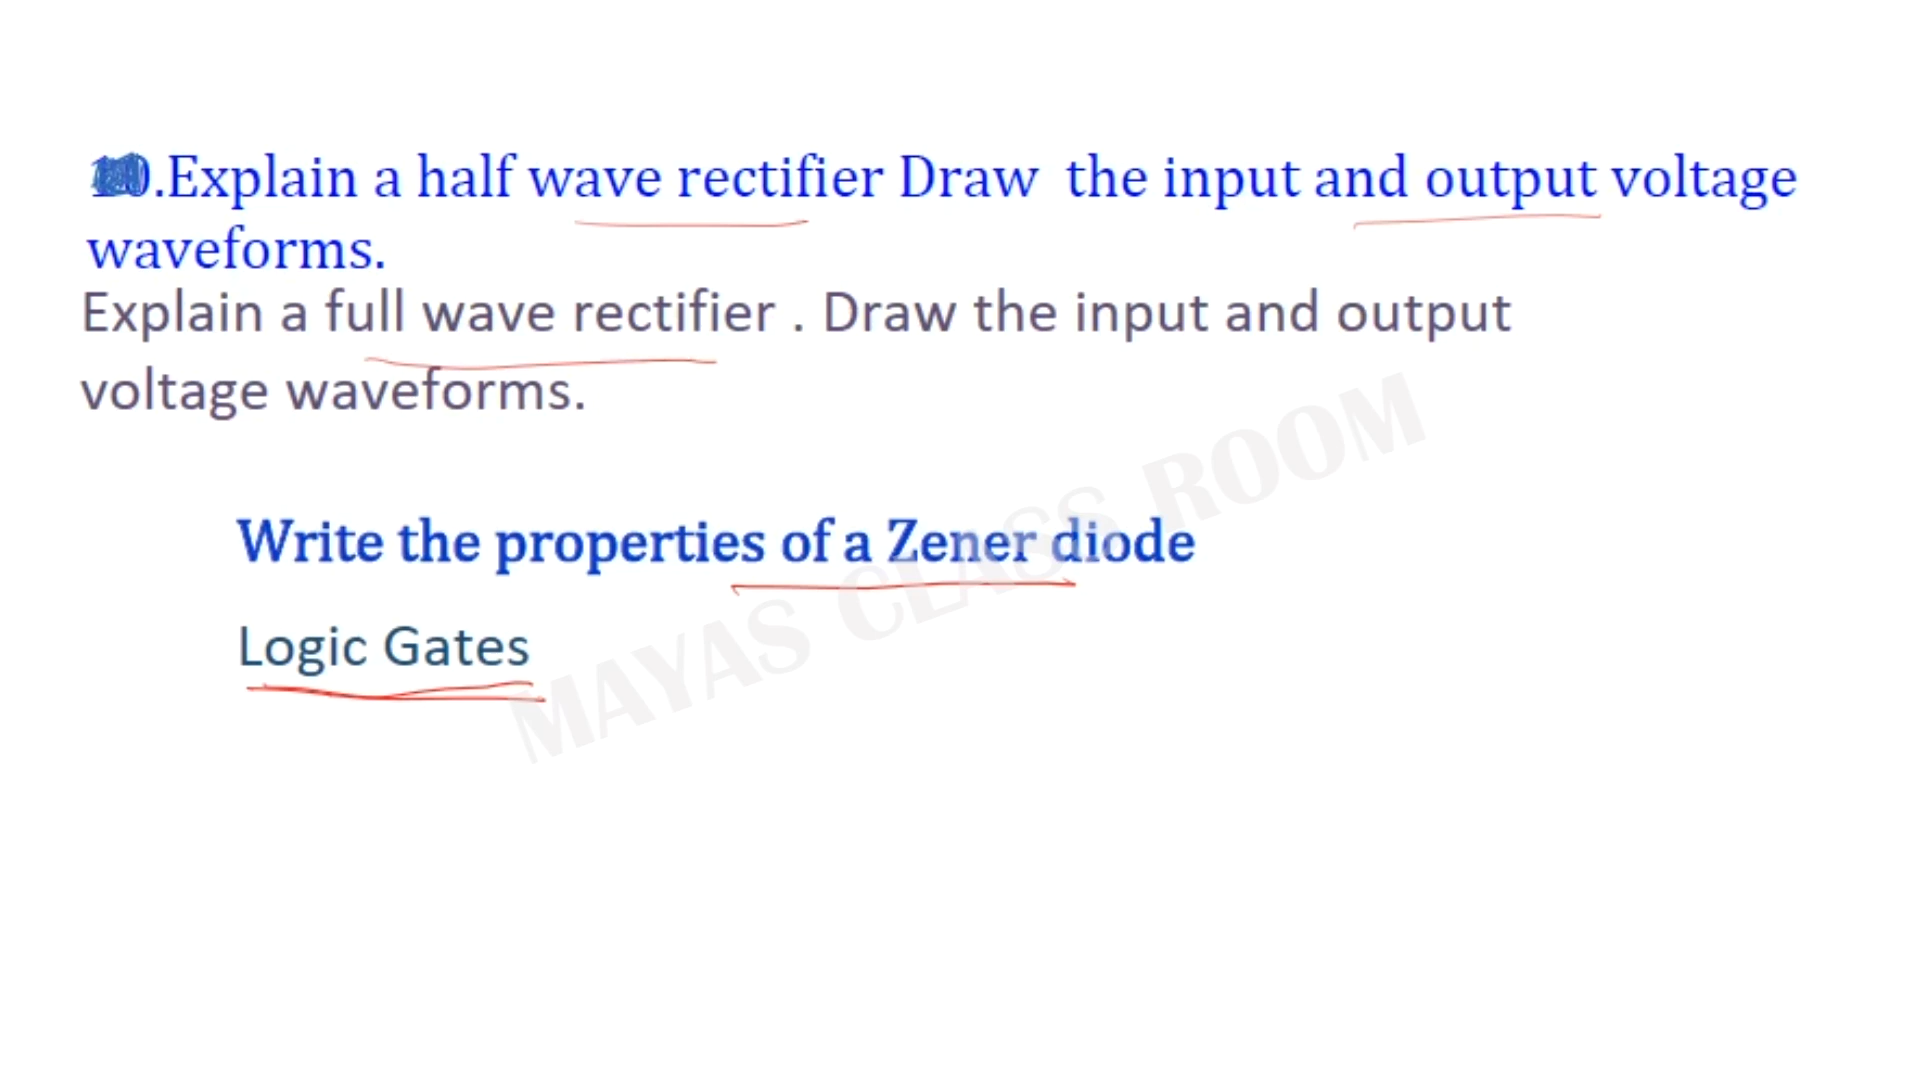 .Explain a half wave rectifier Draw the input and output voltage
waveforms.
Explain a full wave rectifier . Draw the input and output
voltage waveforms.
Write the properties of a Zener diode
Logic Gates
MAYAS CLASS ROOM